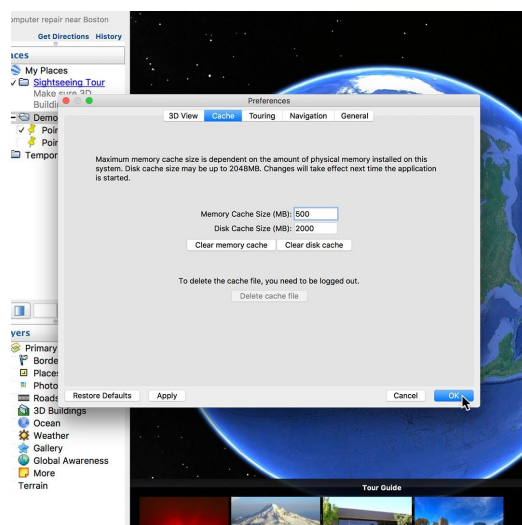 omputer repair near Boston
Get Directions History
aces
My Places
Sightseeing Tour
Make sure 3D
Buildi
Demo
Poir
Poir
Tempor
Preferences
3D View Cache Touring Navigation General
Maximum memory cache size is dependent on the amount of physical memory installed on this
system. Disk cache size may be up to 2048MB. Changes will take effect next time the application
is started.
Memory Cache Size (MB): 500
Disk Cache Size (MB): 2000
Clear memory cache Clear disk cache
To delete the cache file, you need to be logged out.
Delete cache file
Restore Defaults Apply Cancel OK
yers
Primary
Borde
Places
Photo
Roads
3D Buildings
Ocean
Weather
Gallery
Global Awareness
More
Terrain
Tour Guide